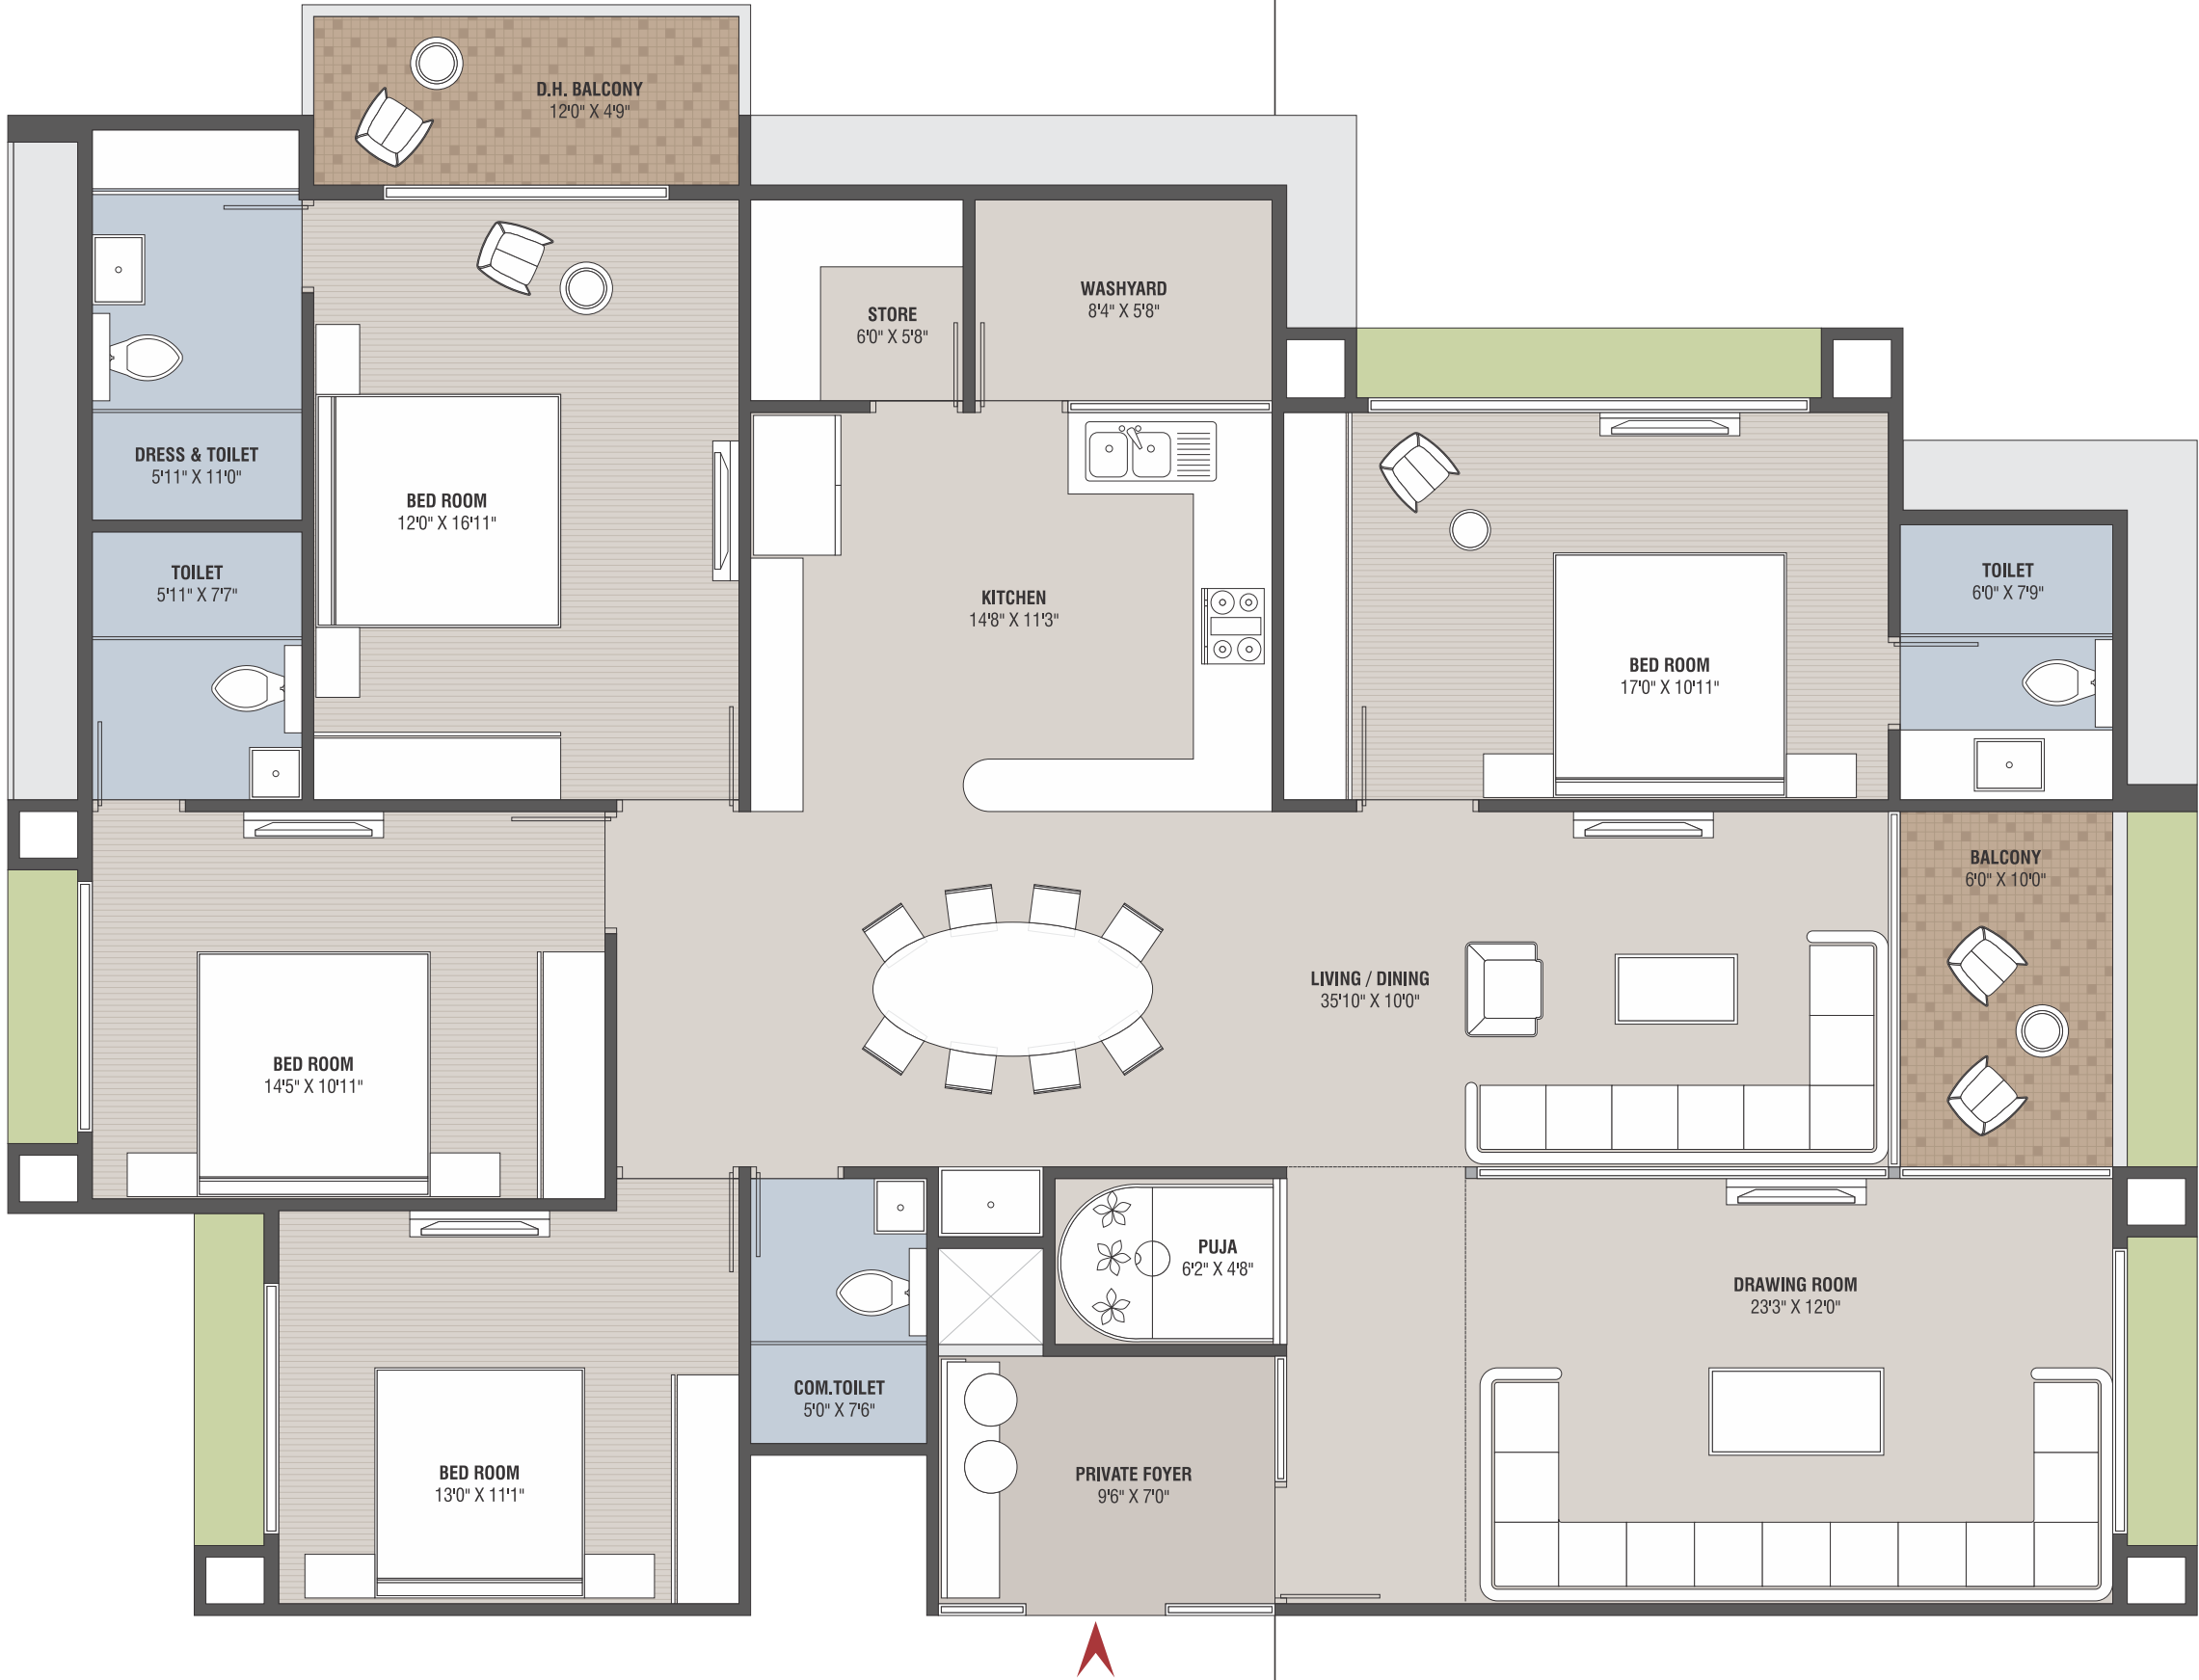 D.H. BALCONY
12'0" X 4'9"
STORE
6'0" X 5'8"
WASHYARD
8'4" X 5'8"
DRESS & TOILET
5'11" X 11'0"
BED ROOM
12'0" X 16'11"
TOILET
5'11" X 7'7"
KITCHEN
14'8" X 11'3"
BED ROOM
17'0" X 10'11"
TOILET
6'0" X 7'9"
BALCONY
6'0" X 10'0"
LIVING / DINING
35'10" X 10'0"
BED ROOM
14'5" X 10'11"
PUJA
6'2" X 4'8"
DRAWING ROOM
23'3" X 12'0"
COM.TOILET
5'0" X 7'6"
BED ROOM
13'0" X 11'1"
PRIVATE FOYER
9'6" X 7'0"